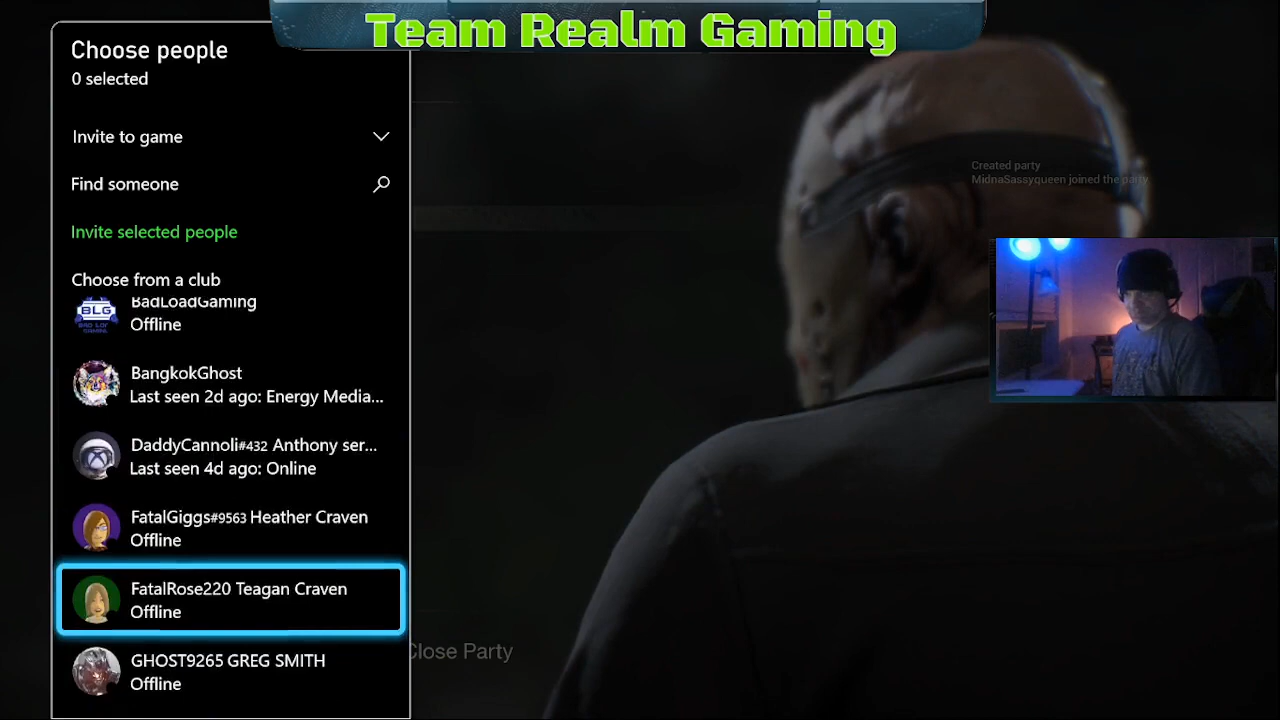 Team Realm Gaming
Choose people
0 selected
Invite to game
Find someone
Invite selected people
Choose from a club
BLG
BadLoadGaming
Offline
BangkokGhost
Last seen 2d ago: Energy Media...
DaddyCannoli#432 Anthony ser...
Last seen 4d ago: Online
FatalGiggs#9563 Heather Craven
Offline
FatalRose220 Teagan Craven
Offline
GHOST9265 GREG SMITH
Offline
Close Party
Created party
MidnaSassyqueen joined the party